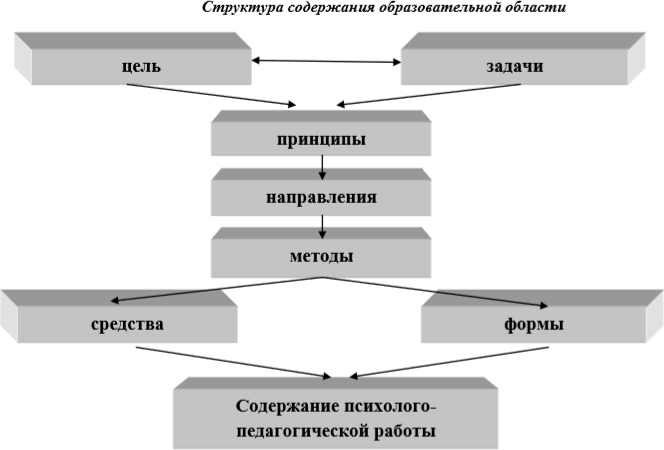 Структура содержания образовательной области
цель
задачи
принципы
направления
методы
средства
формы
Содержание психолого-
педагогической работы